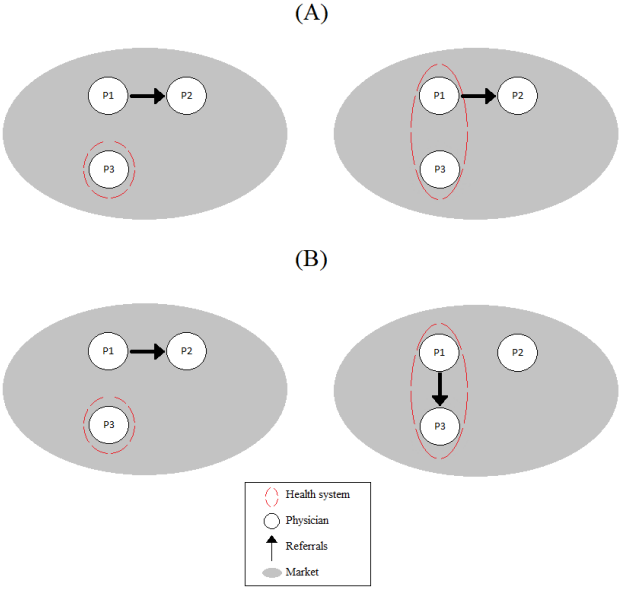 (A)
P1 P2 P1 P2
P3 P3
(B)
P1 P2 P1 P2
P3 P3
Health system
Physician
Referrals
Market